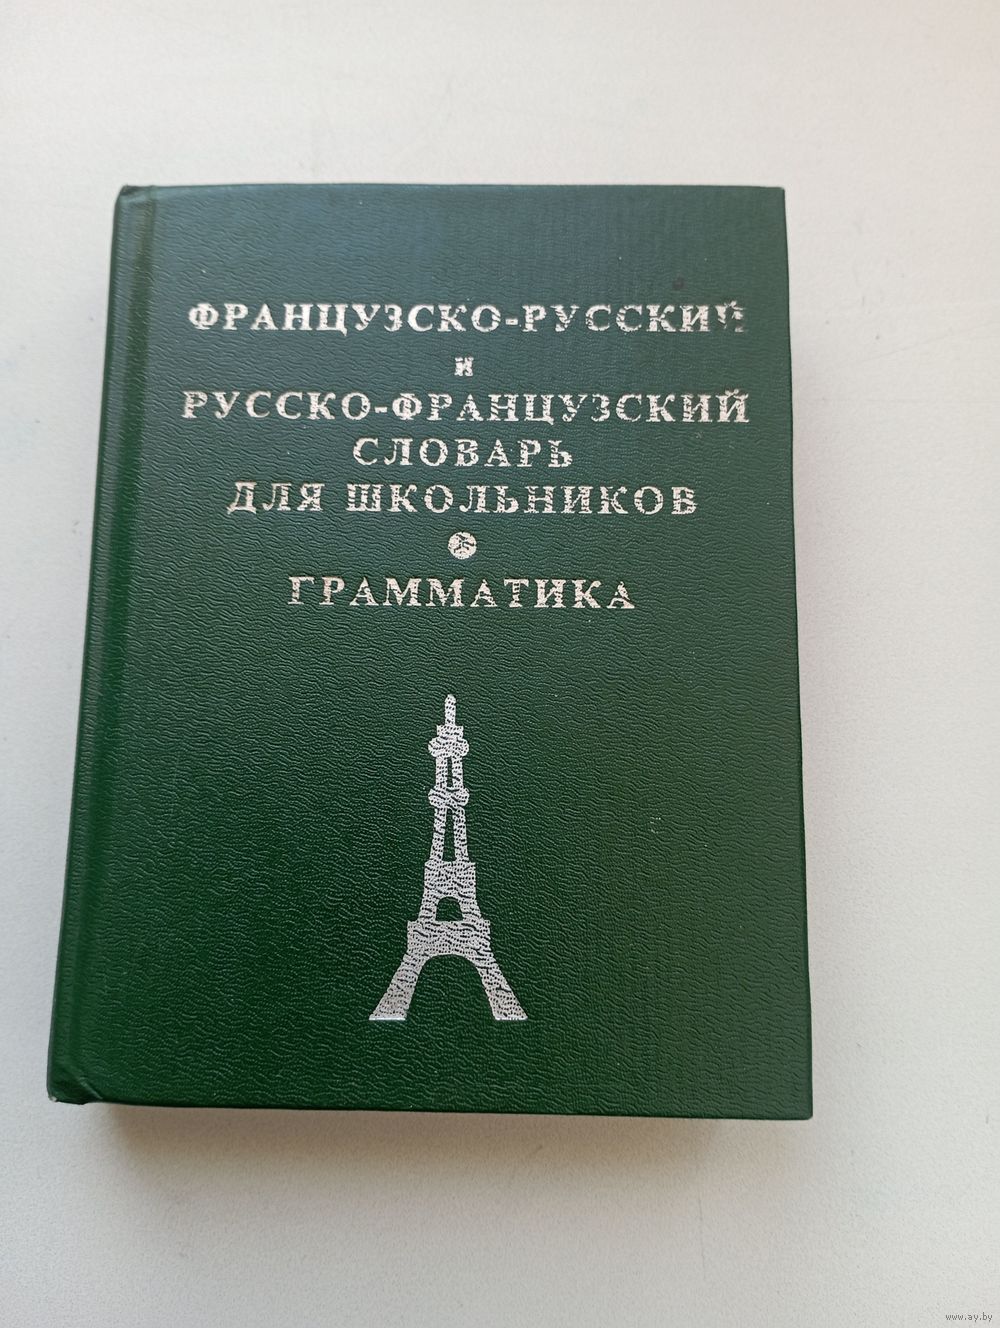 ФРАНЦУЗСКО-РУССКИЙ
и
РУССКО-ФРАНЦУЗСКИЙ
СЛОВАРЬ
ДЛЯ ШКОЛЬНИКОВ
ГРАММАТИКА
www.ay.by